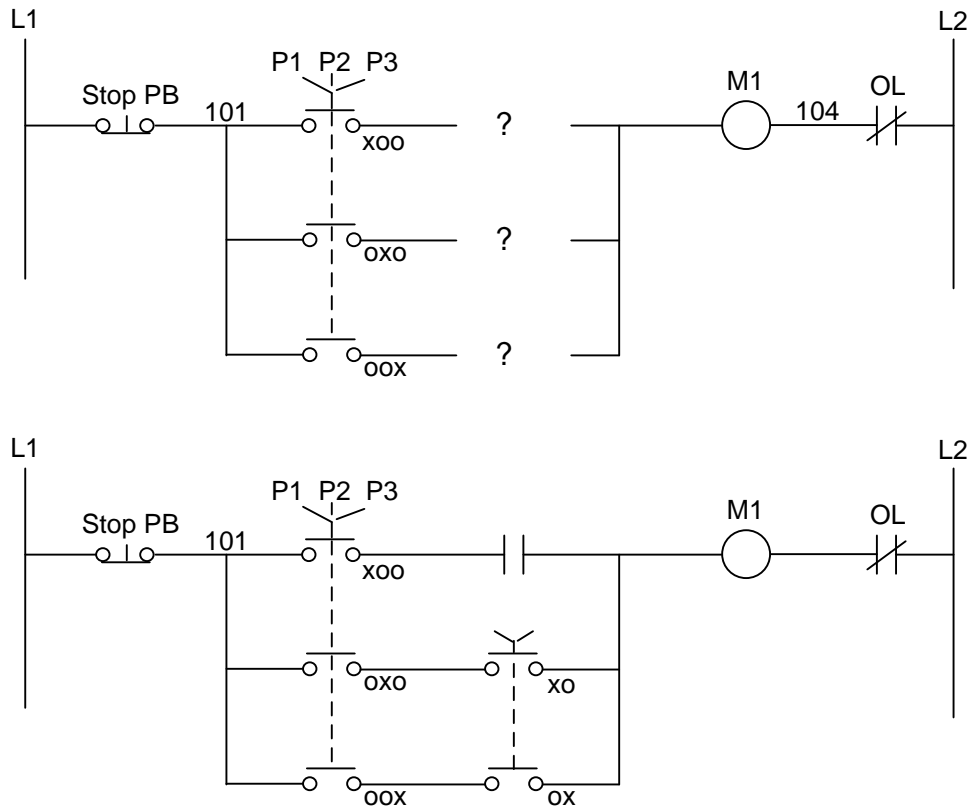 L1 L2
P1 P2 P3
M1 OL
Stop PB
101 104
xoo ?
oxo ?
oox ?
L1 L2
P1 P2 P3
M1 OL
Stop PB
101
xoo
oxo xo
oox ox